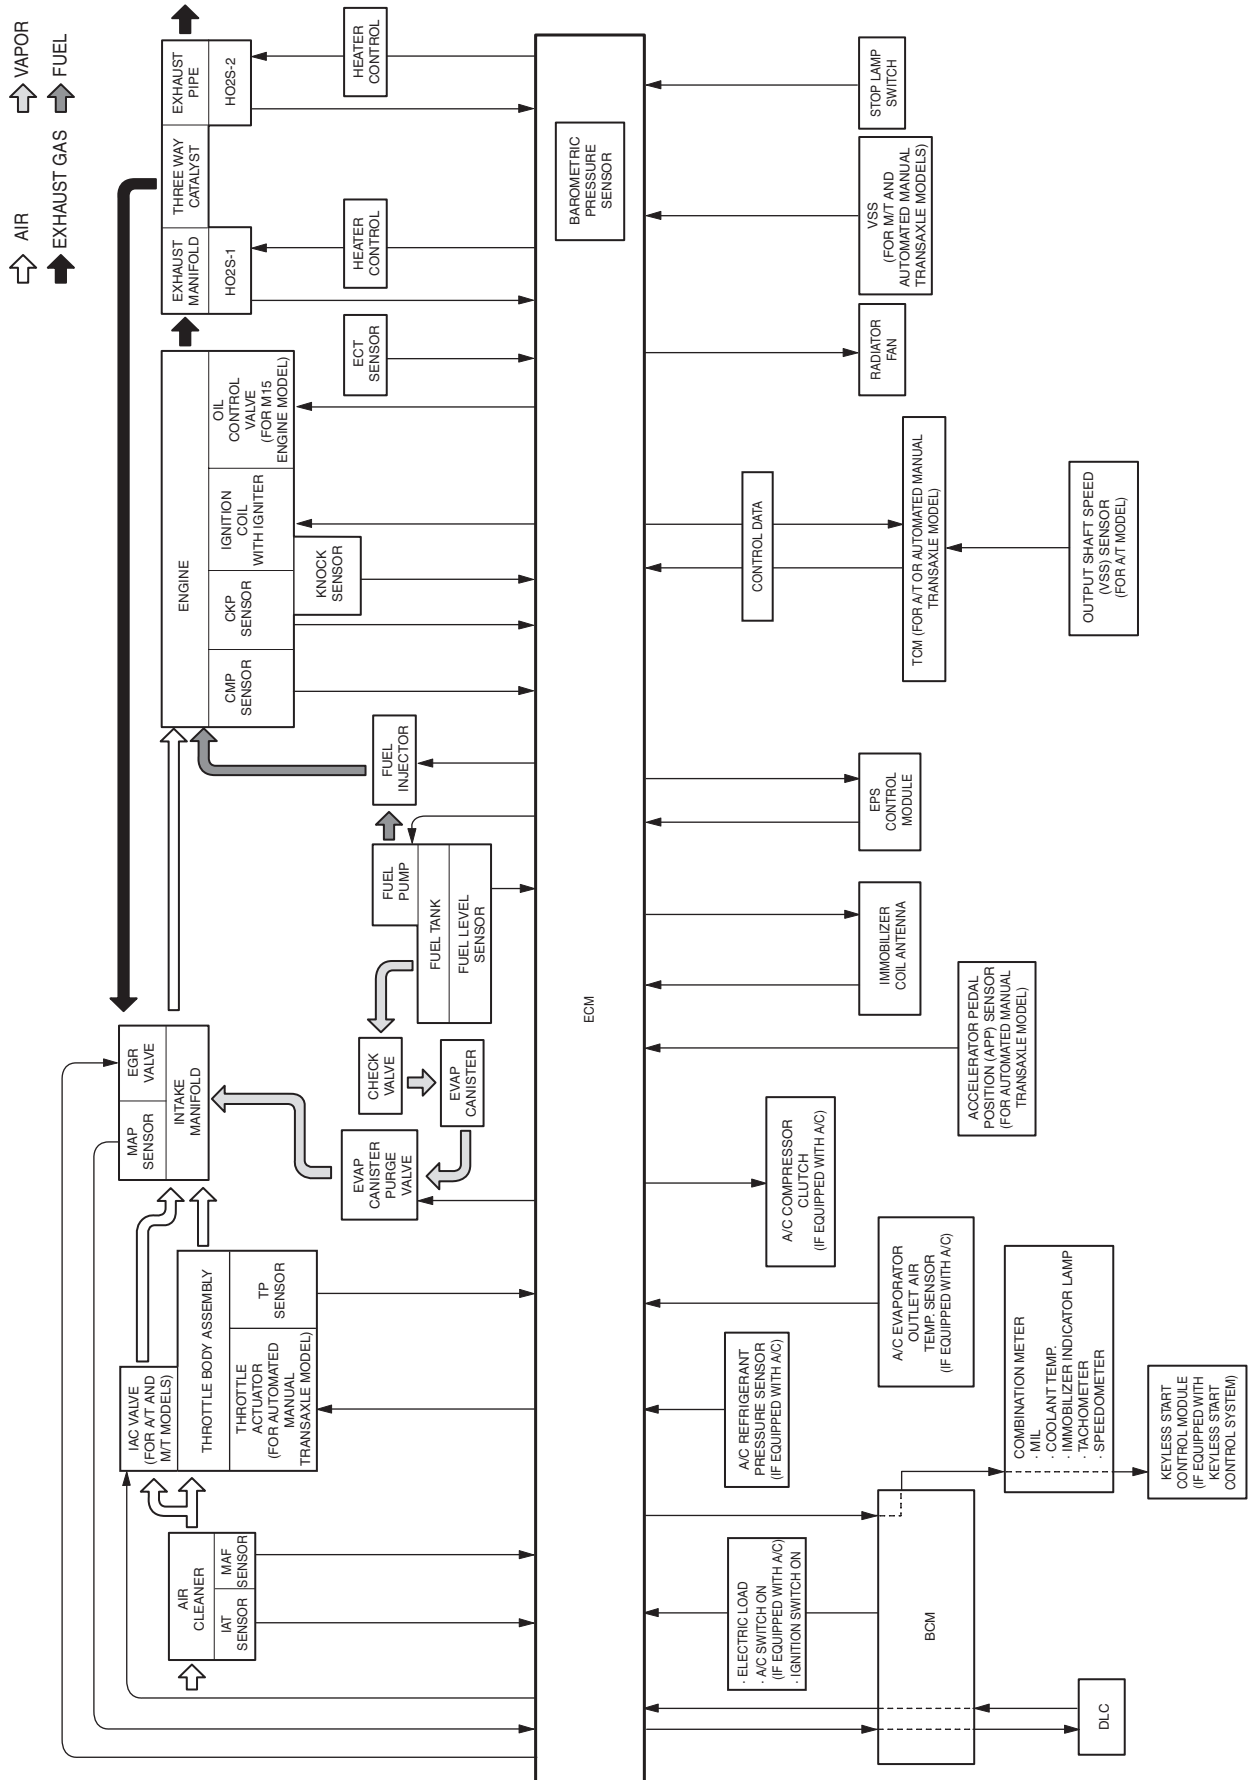 AIR
VAPOR
EXHAUST GAS
FUEL
AIR
CLEANER
IAT
SENSOR
MAF
SENSOR
IAC VALVE
(FOR A/T AND
M/T MODELS)
THROTTLE BODY ASSEMBLY
THROTTLE
ACTUATOR
(FOR AUTOMATED
MANUAL
TRANSAXLE MODEL)
TP
SENSOR
MAP
SENSOR
EGR
VALVE
INTAKE
MANIFOLD
EVAP
CANISTER
PURGE
VALVE
CHECK
VALVE
EVAP
CANISTER
FUEL
PUMP
FUEL TANK
FUEL LEVEL
SENSOR
FUEL
INJECTOR
ENGINE
CMP
SENSOR
CKP
SENSOR
IGNITION
COIL
WITH IGNITER
OIL
CONTROL
VALVE
(FOR M15
ENGINE MODEL)
KNOCK
SENSOR
ECT
SENSOR
EXHAUST
MANIFOLD
THREE WAY
CATALYST
EXHAUST
PIPE
HO2S-1
HO2S-2
HEATER
CONTROL
HEATER
CONTROL
ECM
BAROMETRIC
PRESSURE
SENSOR
· ELECTRIC LOAD
· A/C SWITCH ON
(IF EQUIPPED WITH A/C)
· IGNITION SWITCH ON
BCM
DLC
A/C REFRIGERANT
PRESSURE SENSOR
(IF EQUIPPED WITH A/C)
A/C EVAPORATOR
OUTLET AIR
TEMP. SENSOR
(IF EQUIPPED WITH A/C)
COMBINATION METER
· MIL
· COOLANT TEMP.
· IMMOBILIZER INDICATOR LAMP
· TACHOMETER
· SPEEDOMETER
KEYLESS START
CONTROL MODULE
(IF EQUIPPED WITH
KEYLESS START
CONTROL SYSTEM)
A/C COMPRESSOR
CLUTCH
(IF EQUIPPED WITH A/C)
ACCELERATOR PEDAL
POSITION (APP) SENSOR
(FOR AUTOMATED MANUAL
TRANSAXLE MODEL)
IMMOBILIZER
COIL ANTENNA
EPS
CONTROL
MODULE
CONTROL DATA
TCM (FOR A/T OR AUTOMATED MANUAL
TRANSAXLE MODEL)
OUTPUT SHAFT SPEED
(VSS) SENSOR
(FOR A/T MODEL)
RADIATOR
FAN
VSS
(FOR M/T AND
AUTOMATED MANUAL
TRANSAXLE MODELS)
STOP LAMP
SWITCH